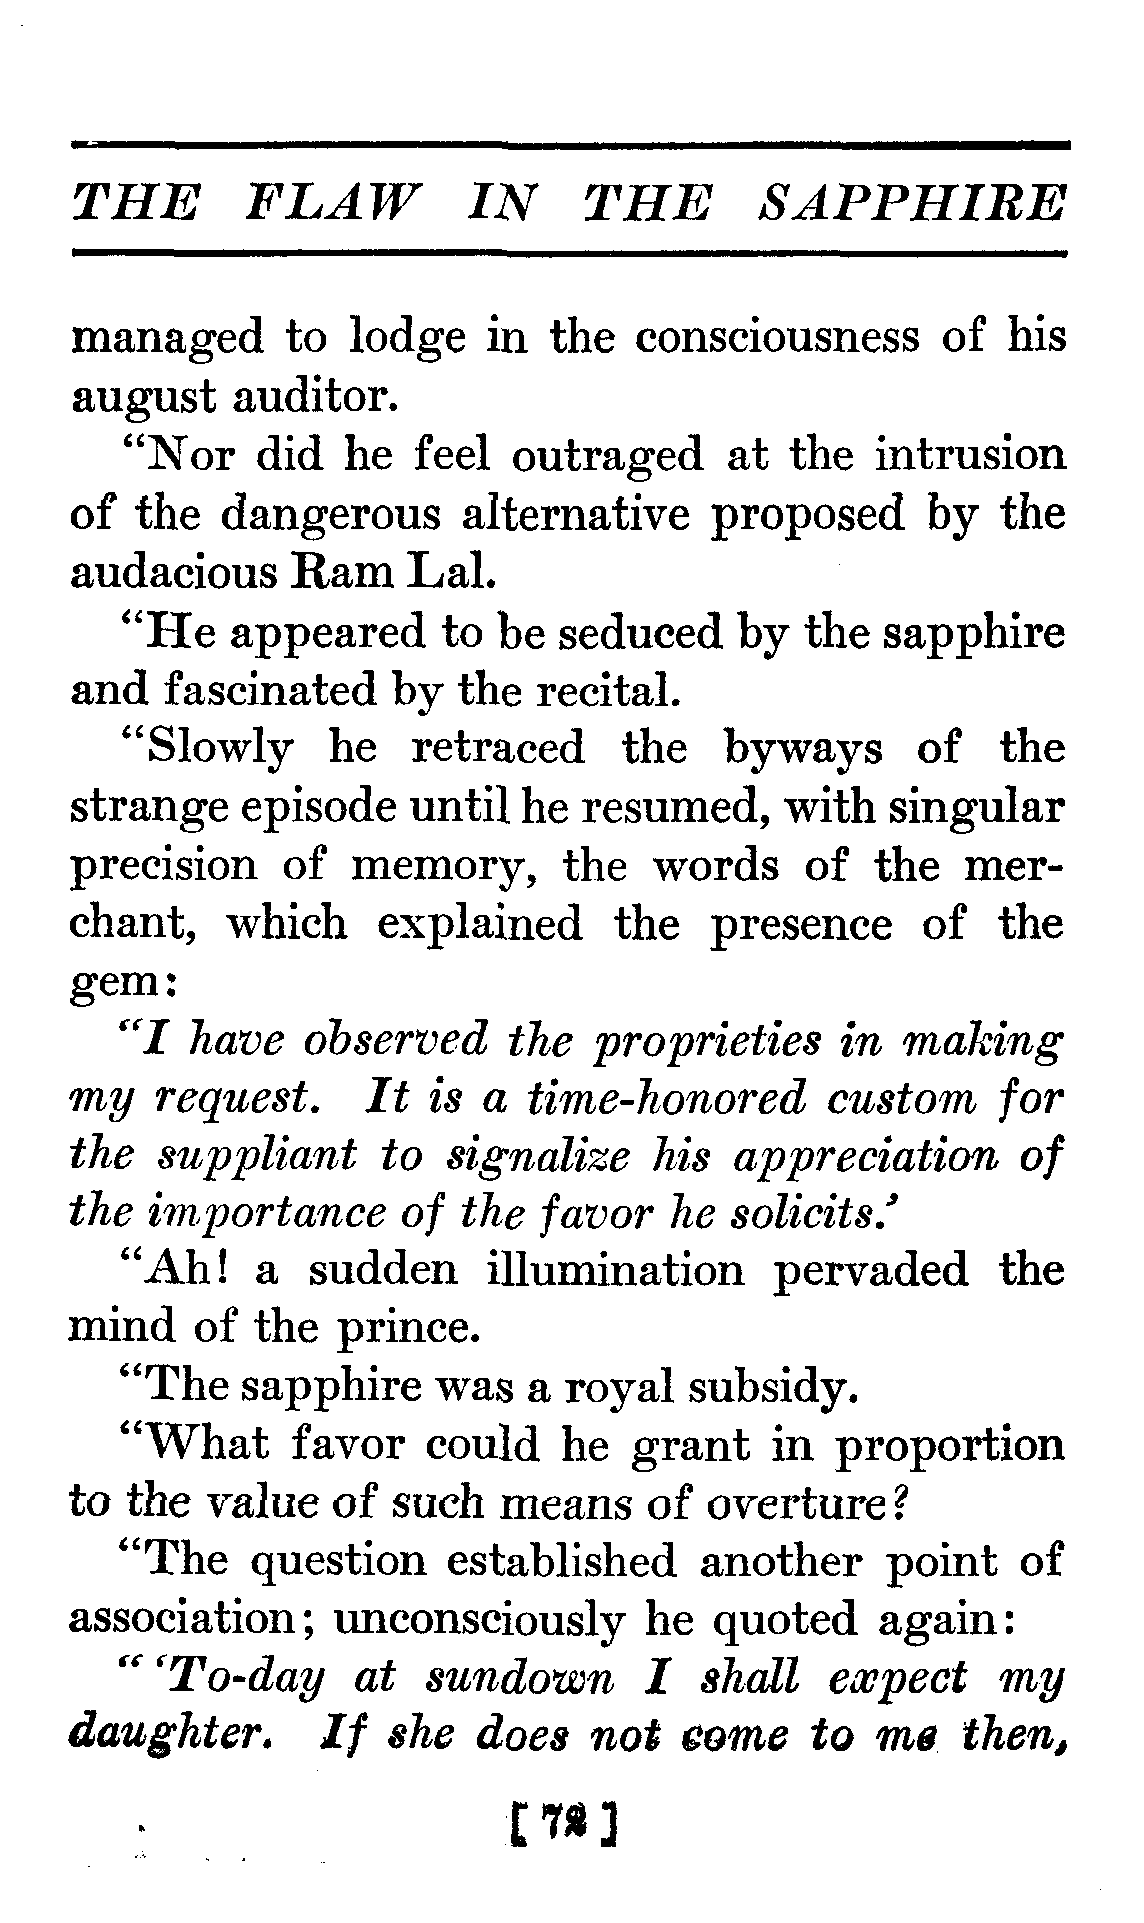 THE FLAW IN THE SAPPHIRE
managed to lodge in the consciousness of his
august auditor.
“Nor did he feel outraged at the intrusion
of the dangerous alternative proposed by the
audacious Ram Lal.
“He appeared to be seduced by the sapphire
and fascinated by the recital.
“Slowly he retraced the byways of the
strange episode until he resumed, with singular
precision of memory, the words of the mer-
chant, which explained the presence of the
gem:
“I have observed the proprieties in making
my request. It is a time-honored custom for
the suppliant to signalize his appreciation of
the importance of the favor he solicits.’
“Ah! a sudden illumination pervaded the
mind of the prince.
“The sapphire was a royal subsidy.
“What favor could he grant in proportion
to the value of such means of overture?
“The question established another point of
association; unconsciously he quoted again:
“ ‘To-day at sundown I shall expect my
daughter. If she does not come to me then,
[72]